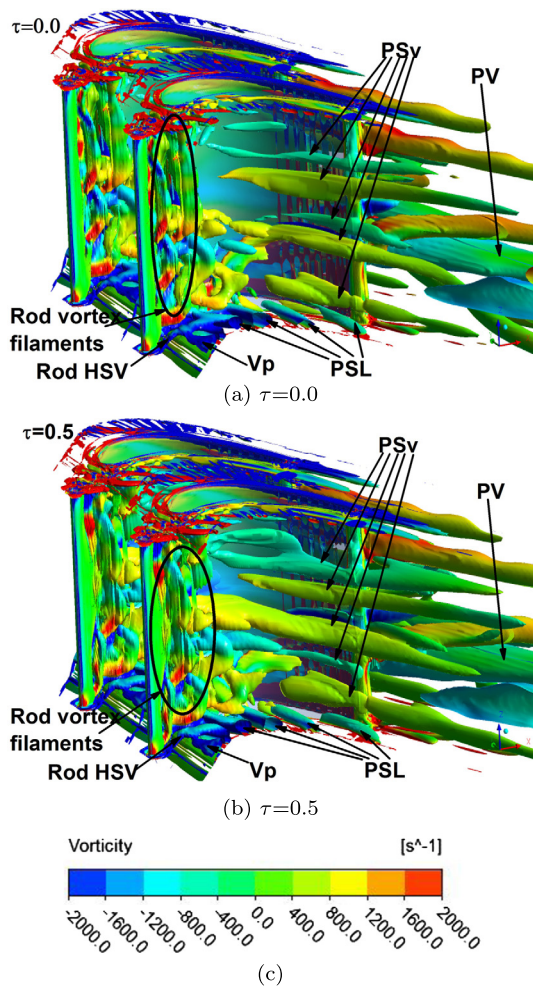 τ=0.0
PSv
PV
Rod vortex
filaments
Rod HSV
Vp
PSL
(a) τ=0.0
τ=0.5
PSv
PV
Rod vortex
filaments
Rod HSV
Vp
PSL
(b) τ=0.5
Vorticity [s^-1]
-2000.0 -1600.0 -1200.0 -800.0 -400.0 0.0 400.0 800.0 1200.0 1600.0 2000.0
(c)